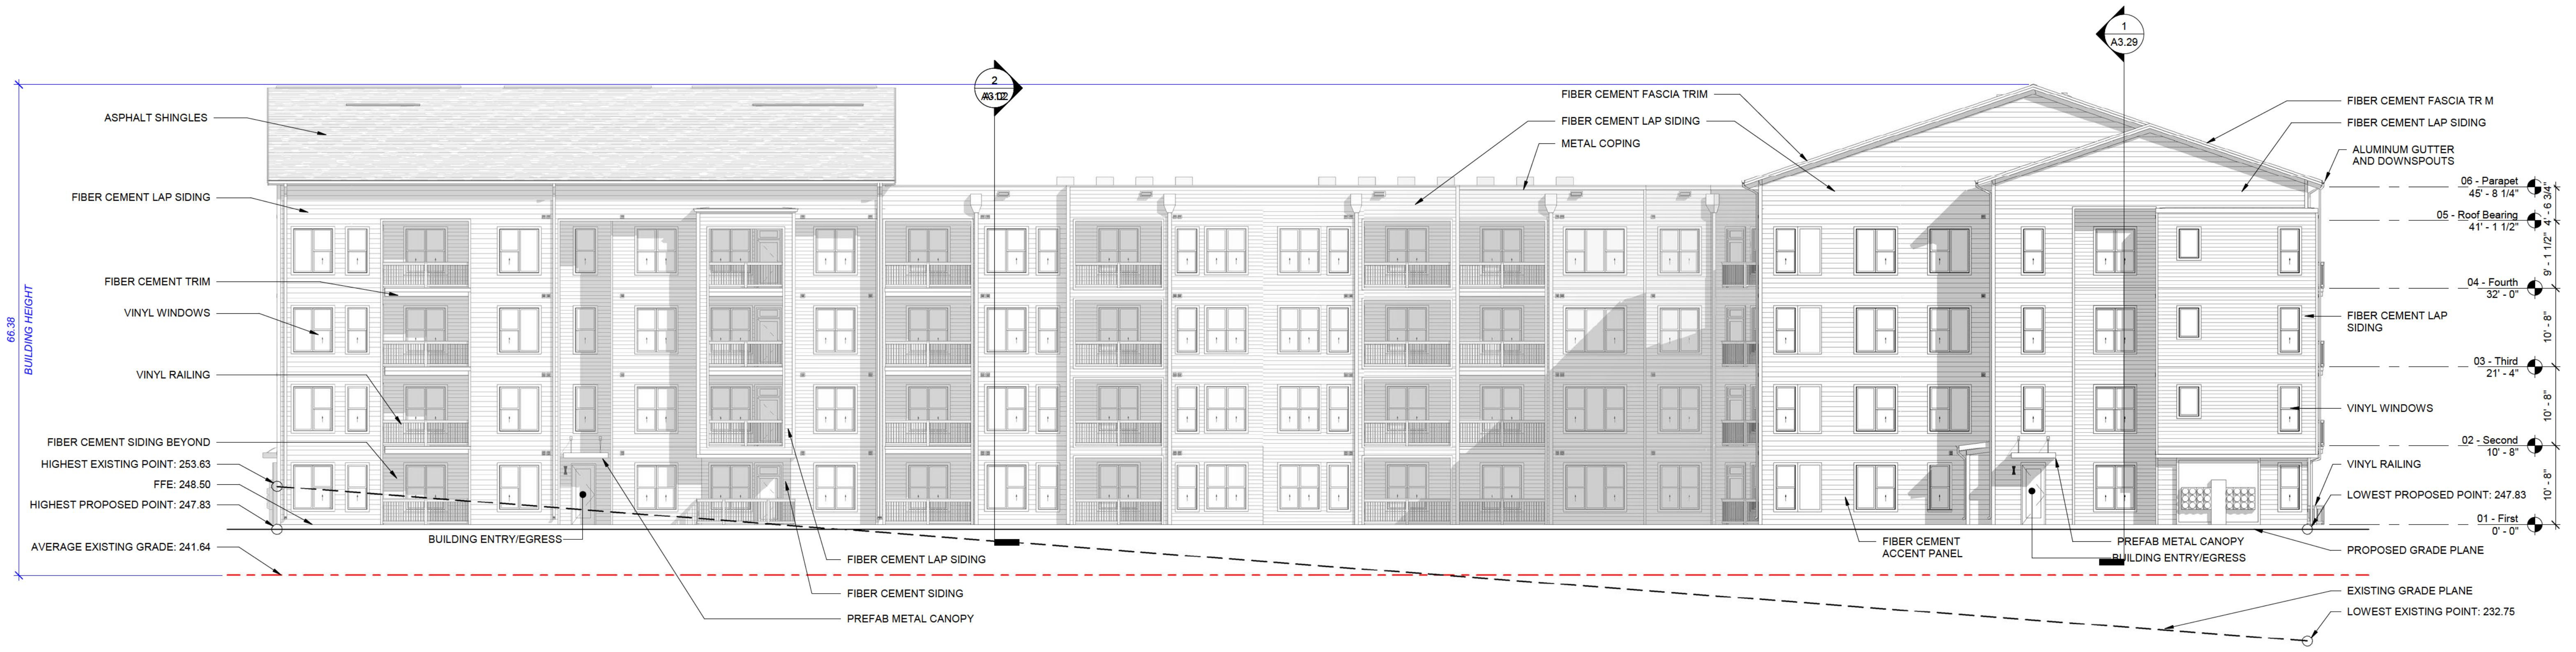 1
A3.29
2
ASPHALT SHINGLES
FIBER CEMENT LAP SIDING
FIBER CEMENT TRIM
VINYL WINDOWS
VINYL RAILING
FIBER CEMENT SIDING BEYOND
HIGHEST EXISTING POINT: 253.63
FFE: 248.50
HIGHEST PROPOSED POINT: 247.83
AVERAGE EXISTING GRADE: 241.64
66.38
BUILDING HEIGHT
BUILDING ENTRY/EGRESS
FIBER CEMENT LAP SIDING
FIBER CEMENT SIDING
PREFAB METAL CANOPY
FIBER CEMENT FASCIA TRIM
FIBER CEMENT LAP SIDING
METAL COPING
FIBER CEMENT
ACCENT PANEL
PREFAB METAL CANOPY
BUILDING ENTRY/EGRESS
FIBER CEMENT FASCIA TR M
FIBER CEMENT LAP SIDING
ALUMINUM GUTTER
AND DOWNSPOUTS
06 - Parapet
45' - 8 1/4"
4' - 6 3/4"
05 - Roof Bearing
41' - 1 1/2"
9' - 1 1/2"
04 - Fourth
32' - 0"
FIBER CEMENT LAP
SIDING
10' - 8"
03 - Third
21' - 4"
10' - 8"
VINYL WINDOWS
02 - Second
10' - 8"
VINYL RAILING
10' - 8"
LOWEST PROPOSED POINT: 247.83
01 - First
0' - 0"
PROPOSED GRADE PLANE
EXISTING GRADE PLANE
LOWEST EXISTING POINT: 232.75